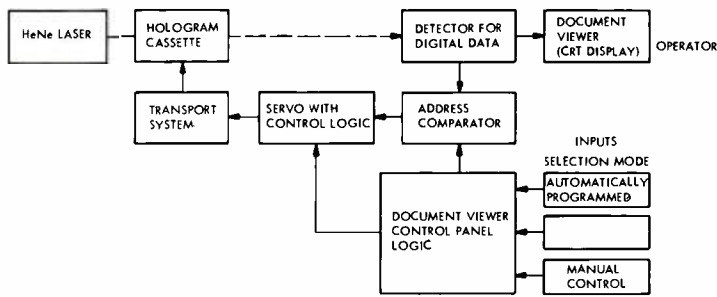 HeNe LASER
HOLOGRAM
CASSETTE
DETECTOR FOR
DIGITAL DATA
DOCUMENT
VIEWER
(CRT DISPLAY)
OPERATOR
TRANSPORT
SYSTEM
SERVO WITH
CONTROL LOGIC
ADDRESS
COMPARATOR
INPUTS
SELECTION MODE
AUTOMATICALLY
PROGRAMMED
DOCUMENT VIEWER
CONTROL PANEL
LOGIC
MANUAL
CONTROL